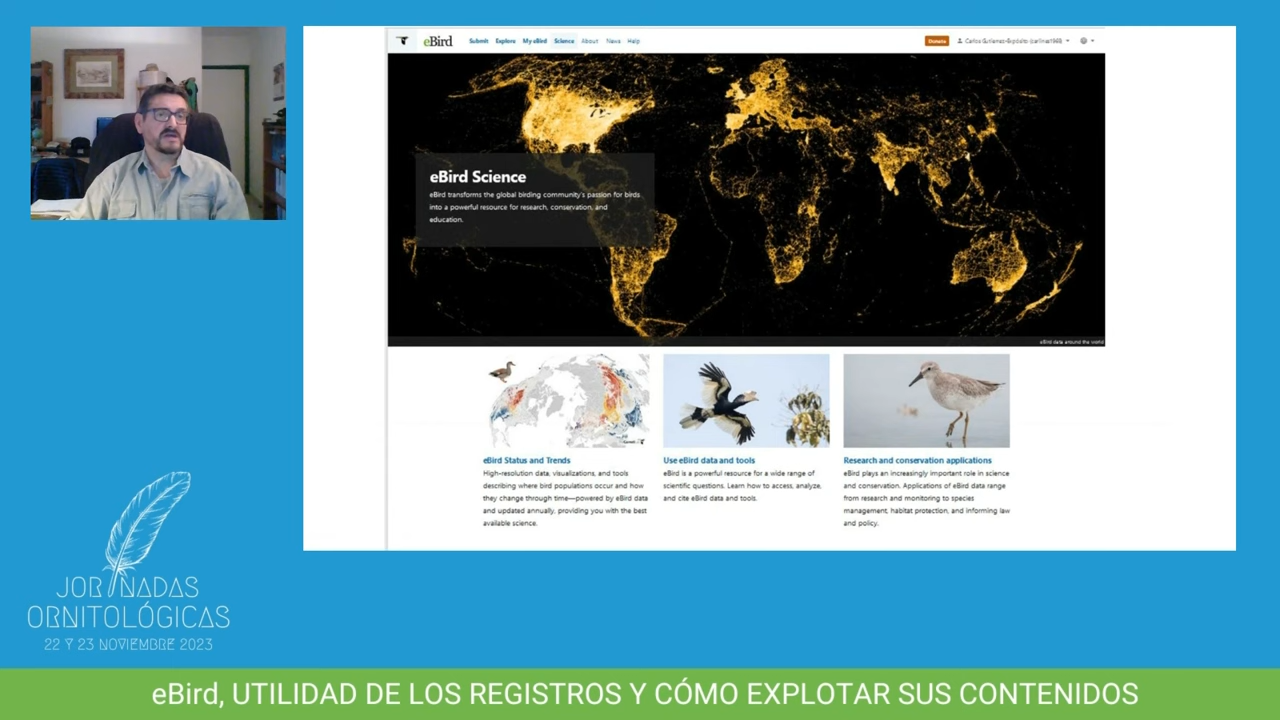 eBird
Submit Explore My eBird Science About News Help
Donate
eBird Science
eBird transforms the global birding community's passion for birds
into a powerful resource for research, conservation, and
education.
eBird data around the world
eBird Status and Trends
High-resolution data, visualizations, and tools
describing where bird populations occur and how
they change through time—powered by eBird data
and updated annually, providing you with the best
available science.
Use eBird data and tools
eBird is a powerful resource for a wide range of
scientific questions. Learn how to access, analyze,
and cite eBird data and tools.
Research and conservation applications
eBird plays an increasingly important role in science
and conservation. Applications of eBird data range
from research and monitoring to species
management, habitat protection, and informing law
and policy.
JORNADAS
ORNITOLÓGICAS
22 Y 23 NOVIEMBRE 2023
eBird, UTILIDAD DE LOS REGISTROS Y CÓMO EXPLOTAR SUS CONTENIDOS